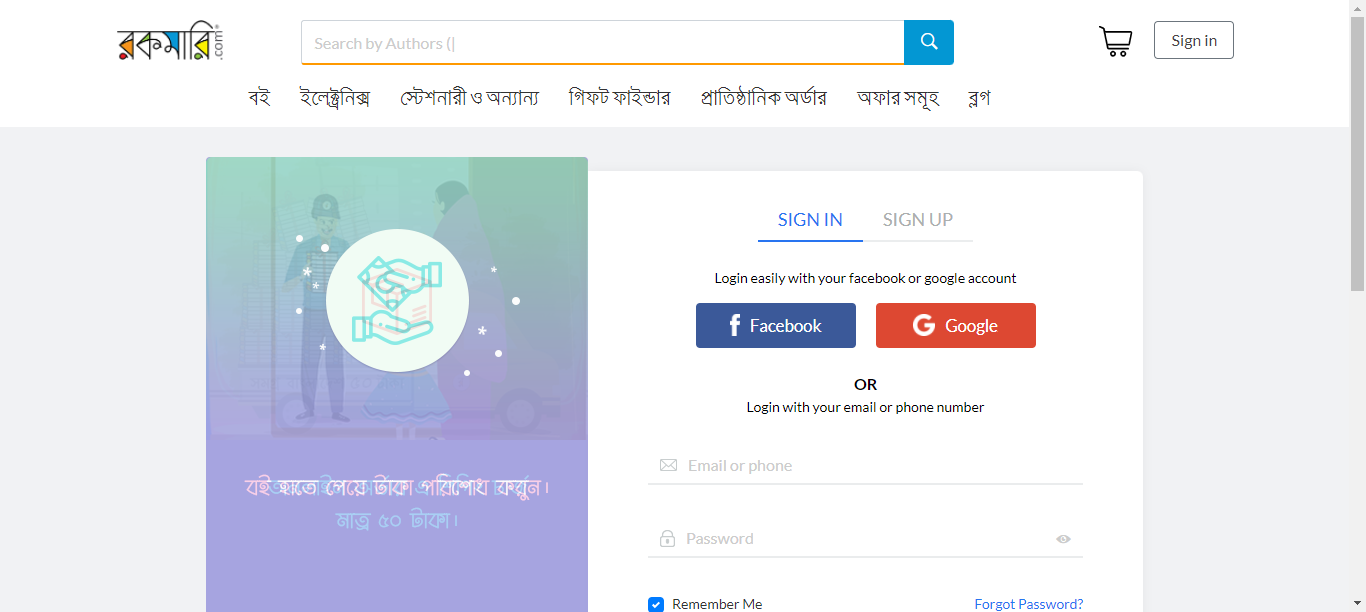 রকমারি.com
Search by Authors (|
Sign in
বই ইলেক্ট্রনিক্স স্টেশনারী ও অন্যান্য গিফট ফাইন্ডার প্রাতিষ্ঠানিক অর্ডার অফার সমূহ ব্লগ
SIGN IN SIGN UP
Login easily with your facebook or google account
Facebook Google
OR
Login with your email or phone number
Email or phone
Password
Remember Me Forgot Password?
বই হাতে পেয়ে টাকা পরিশোধ করুন।
মাত্র ৫০ টাকা।